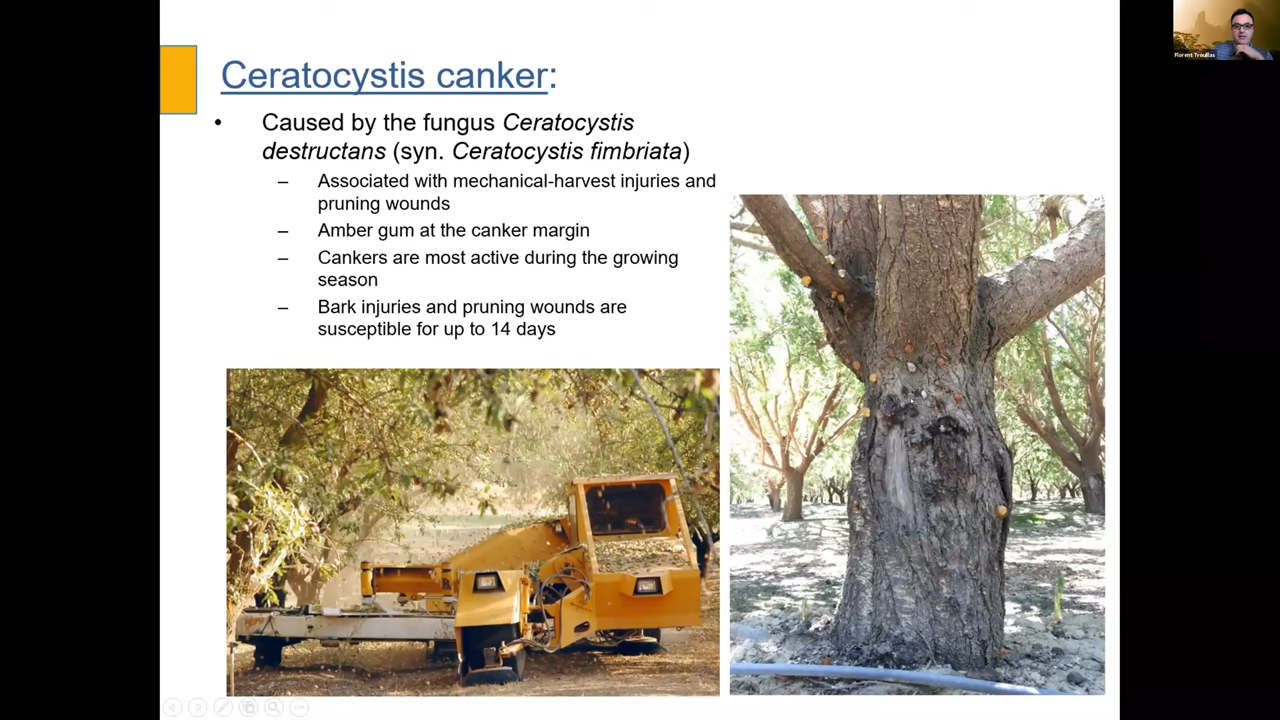 Ceratocystis canker:
• Caused by the fungus Ceratocystis
destructans (syn. Ceratocystis fimbriata)
– Associated with mechanical-harvest injuries and
pruning wounds
– Amber gum at the canker margin
– Cankers are most active during the growing
season
– Bark injuries and pruning wounds are
susceptible for up to 14 days
Florent Trouillas